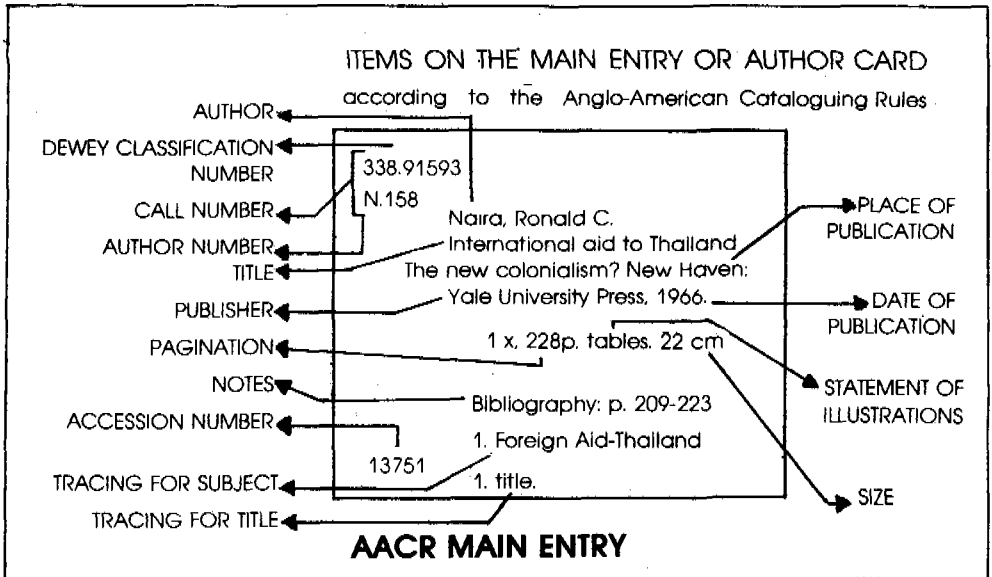 ITEMS ON THE MAIN ENTRY OR AUTHOR CARD
according to the Anglo-American Cataloguing Rules
AUTHOR
DEWEY CLASSIFICATION
NUMBER
CALL NUMBER
AUTHOR NUMBER
TITLE
PUBLISHER
PAGINATION
NOTES
ACCESSION NUMBER
TRACING FOR SUBJECT
TRACING FOR TITLE
338.91593
N.158
Naira, Ronald C.
International aid to Thailand
The new colonialism? New Haven:
Yale University Press, 1966.
1 x, 228p. tables. 22 cm
Bibliography: p. 209-223
1. Foreign Aid-Thailand
13751
1. title.
PLACE OF
PUBLICATION
DATE OF
PUBLICATION
STATEMENT OF
ILLUSTRATIONS
SIZE
AACR MAIN ENTRY